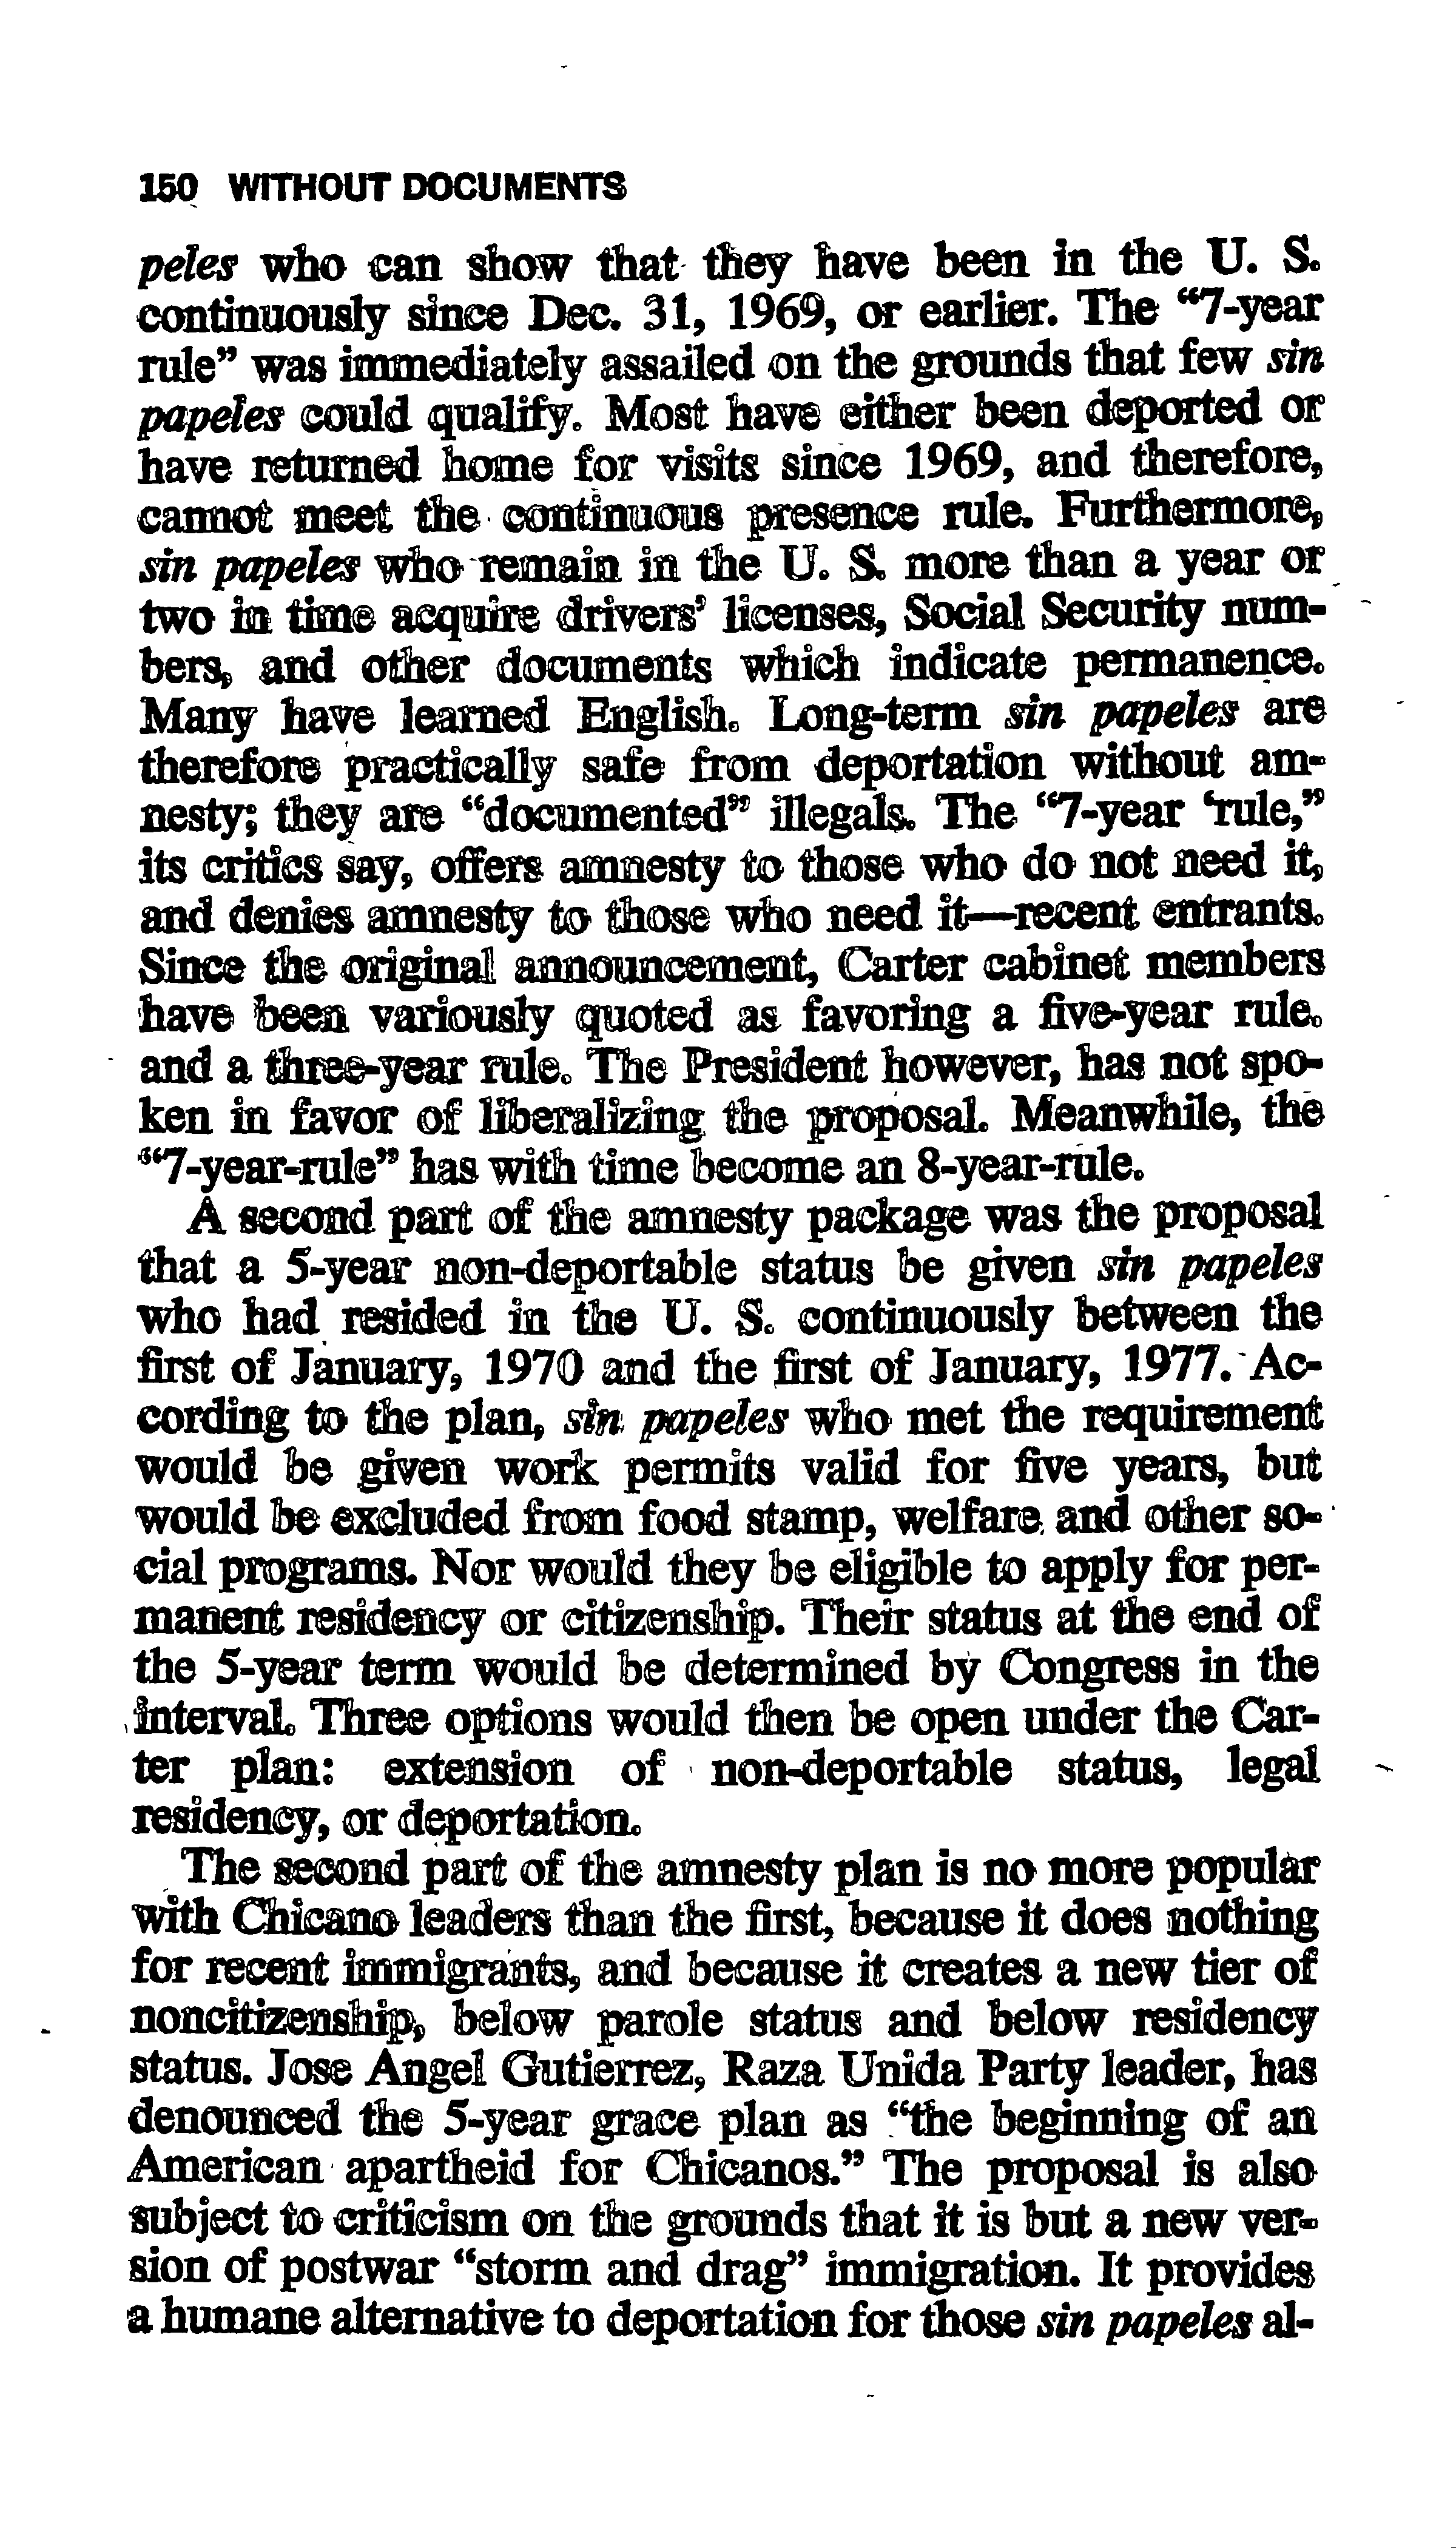 150 WITHOUT DOCUMENTS
peles who can show that they have been in the U. S.
continuously since Dec. 31, 1969, or earlier. The “7-year
rule” was immediately assailed on the grounds that few sin
papeles could qualify. Most have either been deported or
have returned home for visits since 1969, and therefore,
cannot meet the continuous presence rule. Furthermore,
sin papeles who remain in the U. S. more than a year or
two in time acquire drivers’ licenses, Social Security num-
bers, and other documents which indicate permanence.
Many have learned English. Long-term sin papeles are
therefore practically safe from deportation without am-
nesty; they are “documented” illegals. The “7-year ‘rule,”
its critics say, offers amnesty to those who do not need it,
and denies amnesty to those who need it—recent entrants.
Since the original announcement, Carter cabinet members
have been variously quoted as favoring a five-year rule.
and a three-year rule. The President however, has not spo-
ken in favor of liberalizing the proposal. Meanwhile, the
“7-year-rule” has with time become an 8-year-rule.
A second part of the amnesty package was the proposal
that a 5-year non-deportable status be given sin papeles
who had resided in the U. S. continuously between the
first of January, 1970 and the first of January, 1977. Ac-
cording to the plan, sin papeles who met the requirement
would be given work permits valid for five years, but
would be excluded from food stamp, welfare and other so-
cial programs. Nor would they be eligible to apply for per-
manent residency or citizenship. Their status at the end of
the 5-year term would be determined by Congress in the
interval. Three options would then be open under the Car-
ter plan: extension of non-deportable status, legal
residency, or deportation.
The second part of the amnesty plan is no more popular
with Chicano leaders than the first, because it does nothing
for recent immigrants, and because it creates a new tier of
noncitizenship, below parole status and below residency
status. Jose Angel Gutierrez, Raza Unida Party leader, has
denounced the 5-year grace plan as “the beginning of an
American apartheid for Chicanos.” The proposal is also
subject to criticism on the grounds that it is but a new ver-
sion of postwar “storm and drag” immigration. It provides
a humane alternative to deportation for those sin papeles al-